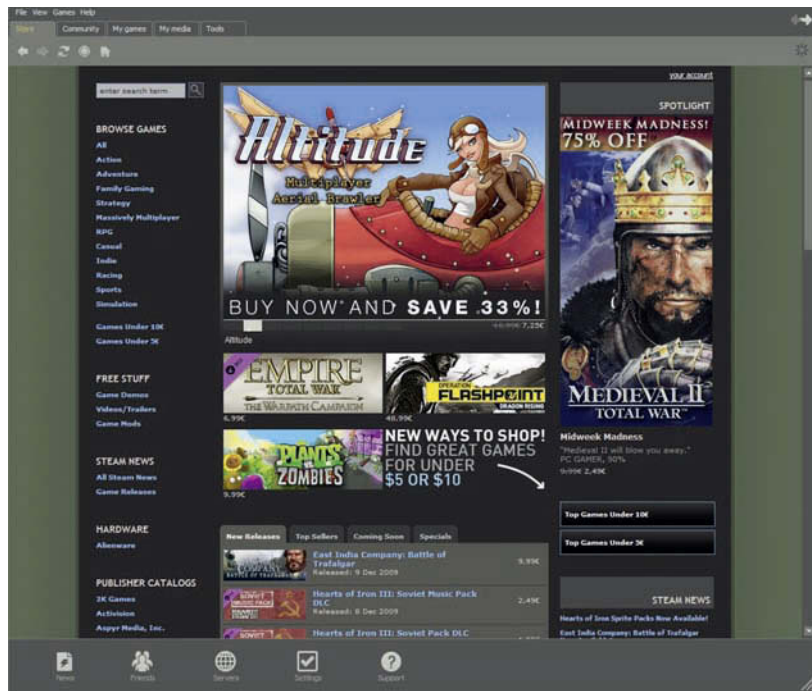 File View Games Help
Store Community My games My media Tools
your account
enter search term
BROWSE GAMES
All
Action
Adventure
Family Gaming
Strategy
Massively Multiplayer
RPG
Casual
Indie
Racing
Sports
Simulation
Games Under 10€
Games Under 5€
FREE STUFF
Game Demos
Videos/Trailers
Game Mods
STEAM NEWS
All Steam News
Game Releases
HARDWARE
Alienware
PUBLISHER CATALOGS
2K Games
Activision
Aspyr Media, Inc.
Altitude
Multiplayer
Aerial Brawler
BUY NOW AND SAVE 33%!
7,25€
Altitude
EMPIRE
TOTAL WAR
THE WARPATH CAMPAIGN
6.99€
OPERATION
FLASHPOINT
DRAGON RISING
PLANTS
VS.
ZOMBIES
9.99€
NEW WAYS TO SHOP!
FIND GREAT GAMES
FOR UNDER
$5 OR $10
New Releases Top Sellers Coming Soon Specials
COMPANY
BATTLE OF TRAFALGAR
East India Company: Battle of
Trafalgar
Released: 9 Dec 2009
9.99€
SOVIET
MUSIC PACK
Hearts of Iron III: Soviet Music Pack
DLC
Released: 8 Dec 2009
2.49€
SOVIET
Hearts of Iron III: Soviet Pack DLC
SPOTLIGHT
MIDWEEK MADNESS!
75% OFF
MEDIEVAL II
TOTAL WAR™
Midweek Madness
"Medieval II will blow you away."
PC GAMER, 90%
9.99€ 2,49€
Top Games Under 10€
Top Games Under 5€
STEAM NEWS
Hearts of Iron Sprite Packs Now Available!
East India Company: Battle of Trafalgar
News Friends Servers Settings Support